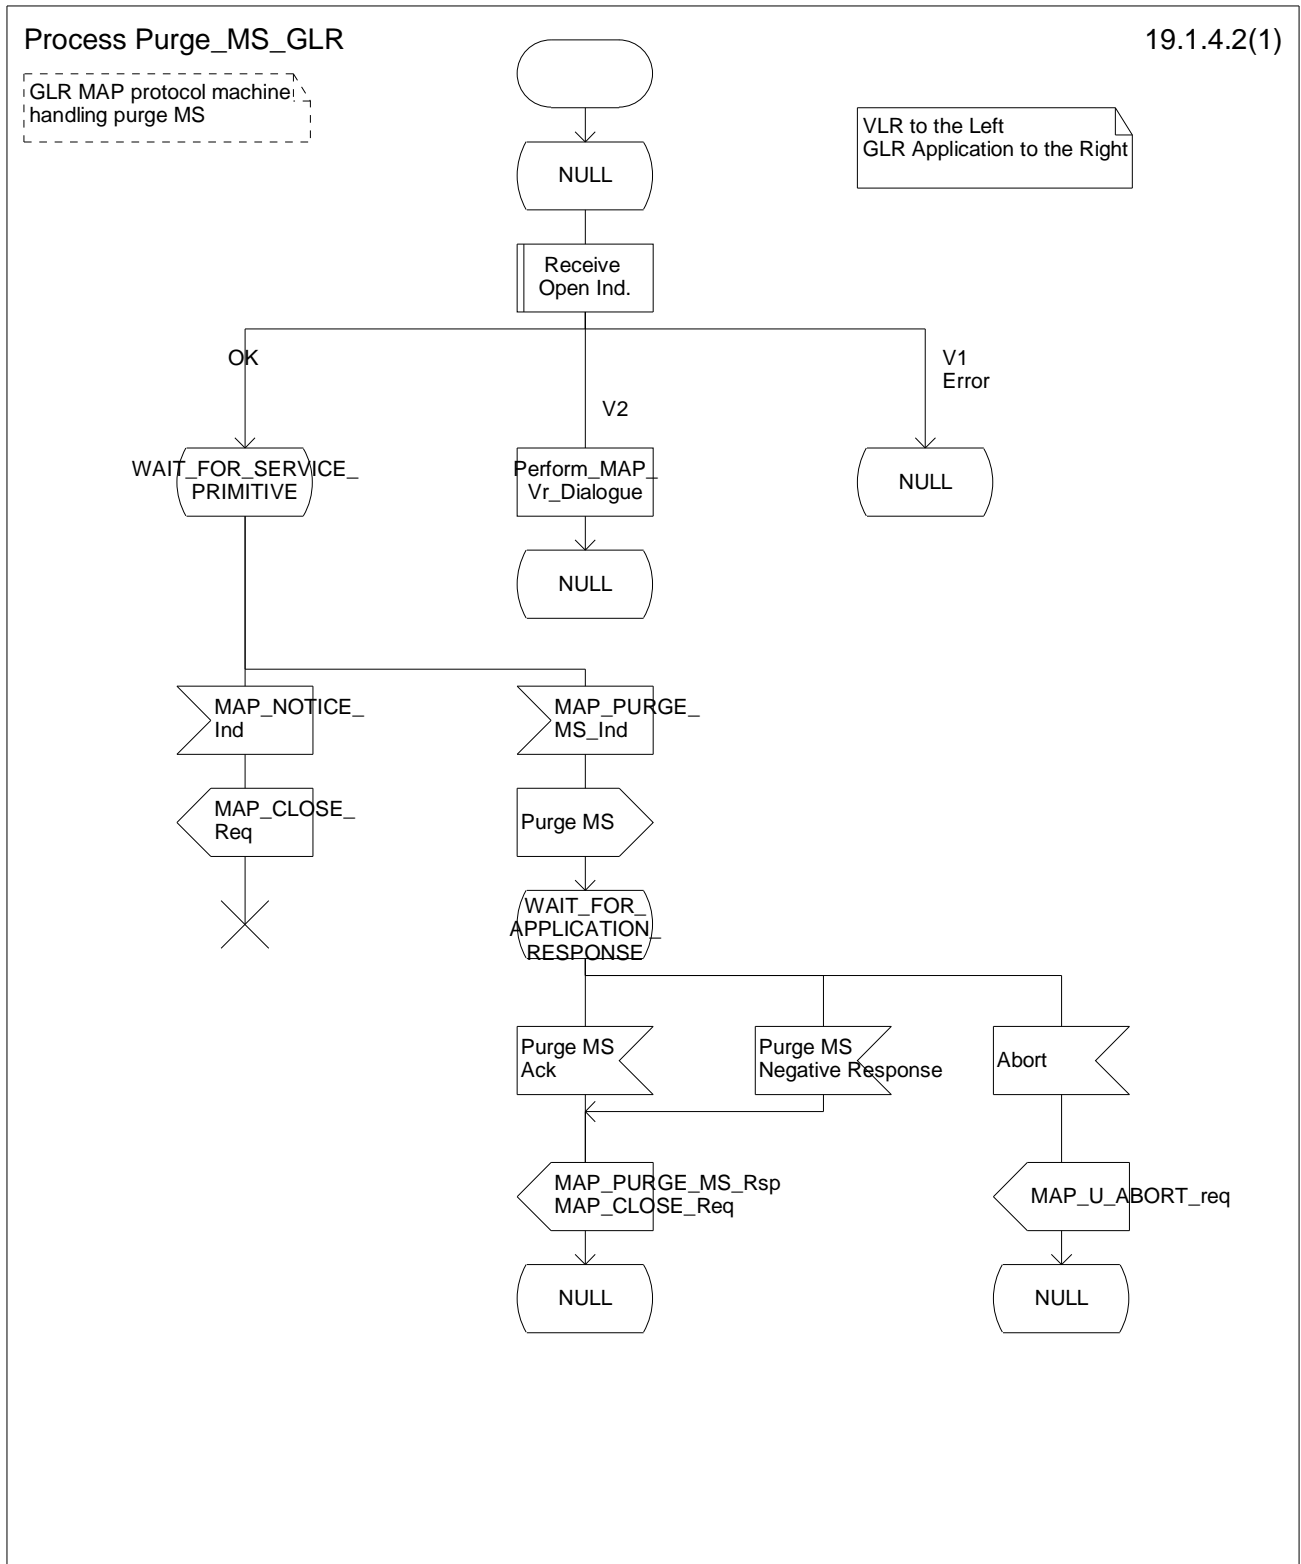 Process Purge_MS_GLR
19.1.4.2(1)
GLR MAP protocol machine
handling purge MS
VLR to the Left
GLR Application to the Right
NULL
Receive
Open Ind.
OK
V1
Error
V2
WAIT_FOR_SERVICE_
PRIMITIVE
Perform_MAP_
Vr_Dialogue
NULL
NULL
MAP_NOTICE_
Ind
MAP_PURGE_
MS_Ind
MAP_CLOSE_
Req
Purge MS
WAIT_FOR_
APPLICATION_
RESPONSE
Purge MS
Ack
Purge MS
Negative Response
Abort
MAP_PURGE_MS_Rsp
MAP_CLOSE_Req
MAP_U_ABORT_req
NULL
NULL